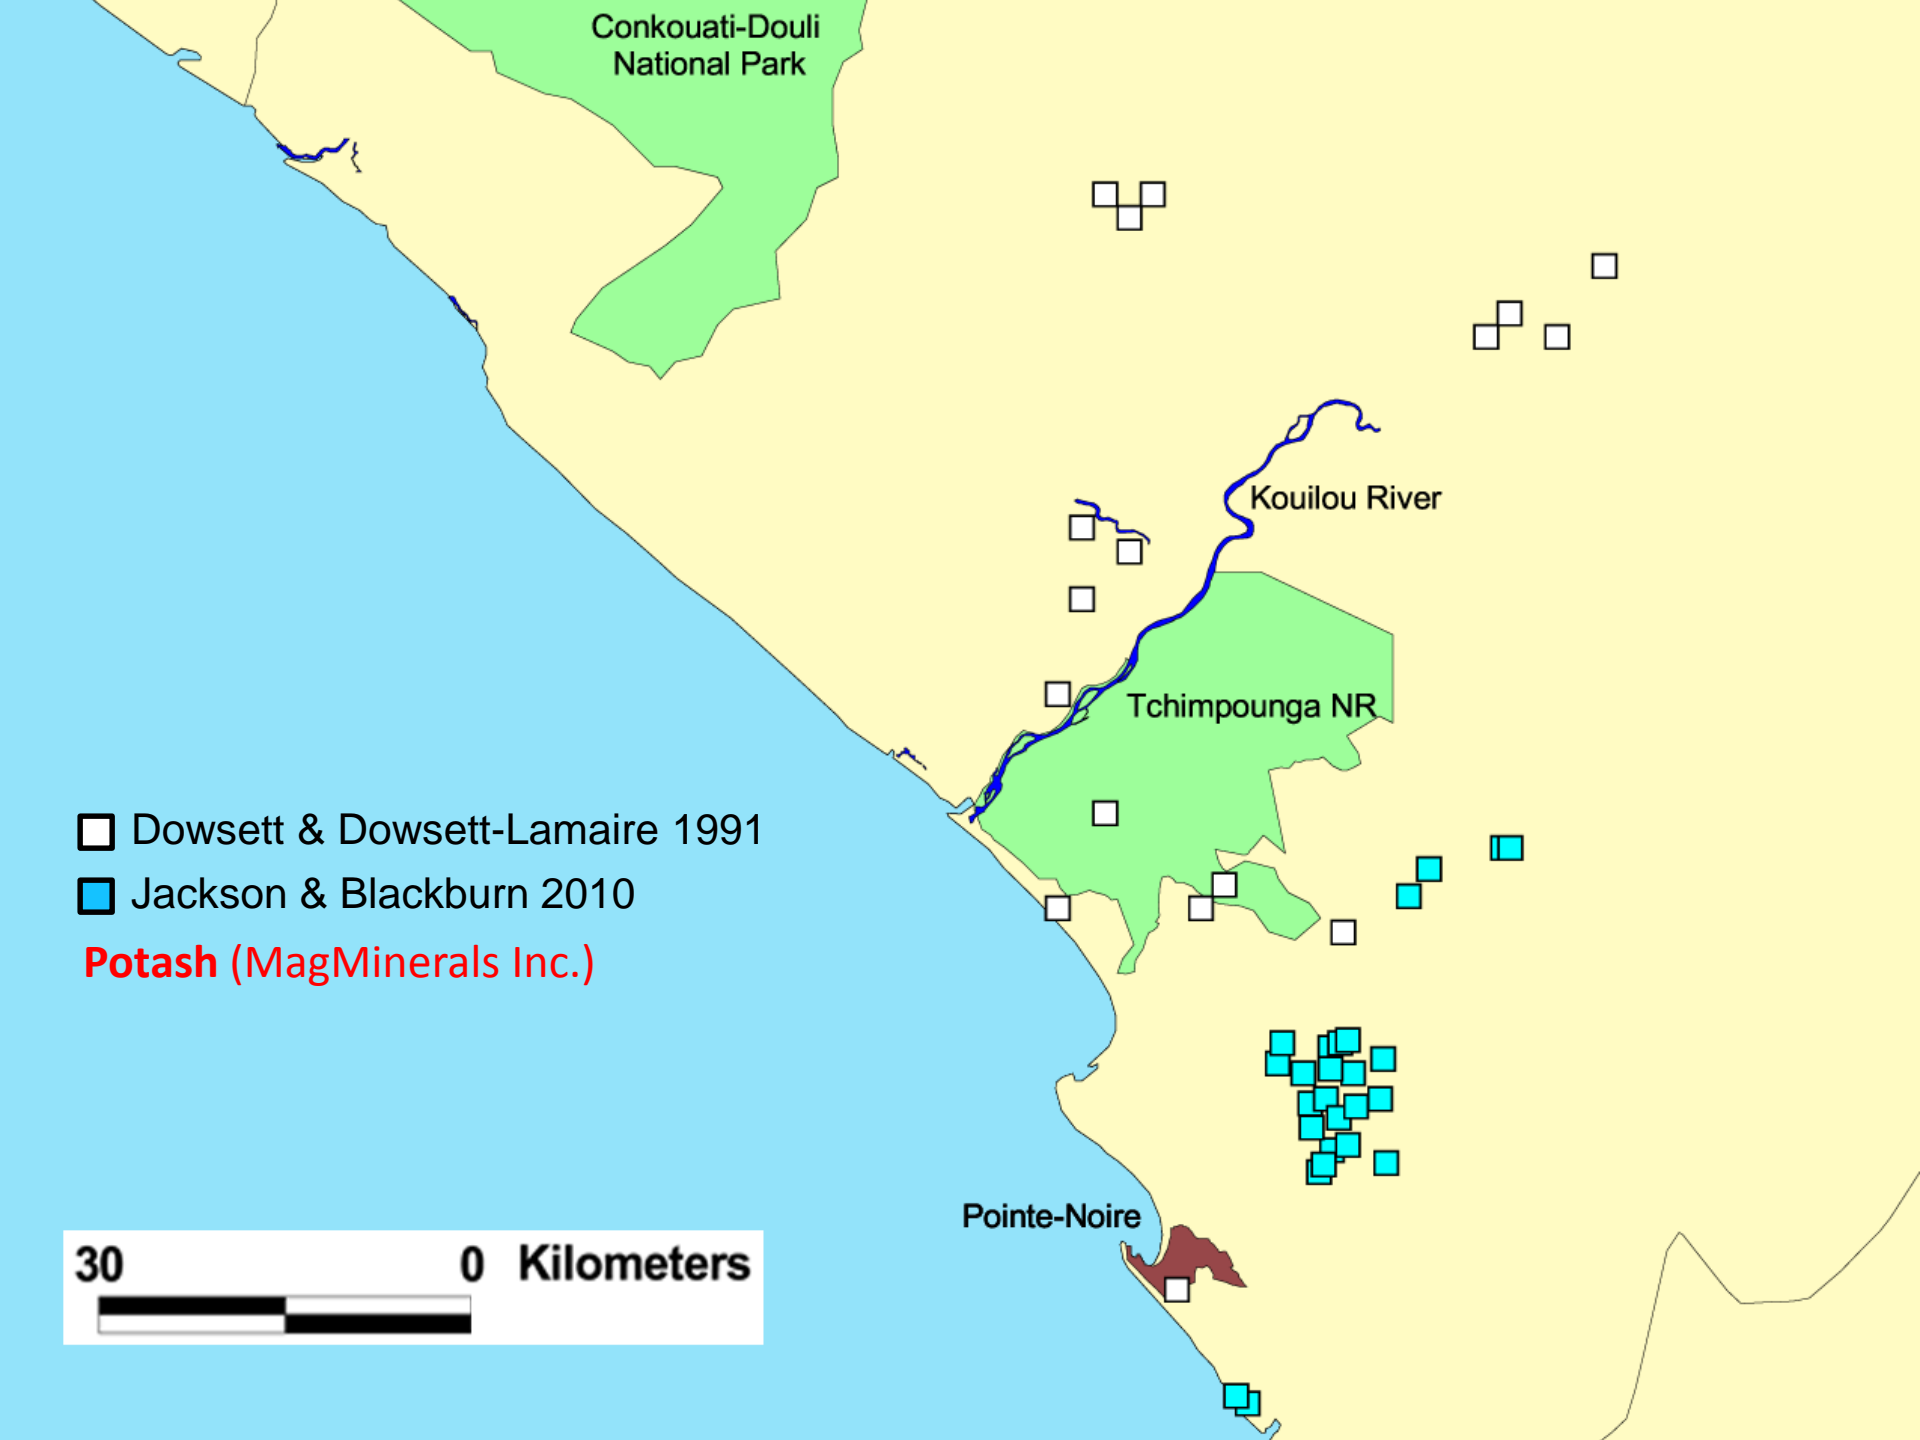 Conkouati-Douli
National Park
Kouilou River
Tchimpounga NR
Dowsett & Dowsett-Lamaire 1991
Jackson & Blackburn 2010
Potash (MagMinerals Inc.)
Pointe-Noire
30 0 Kilometers